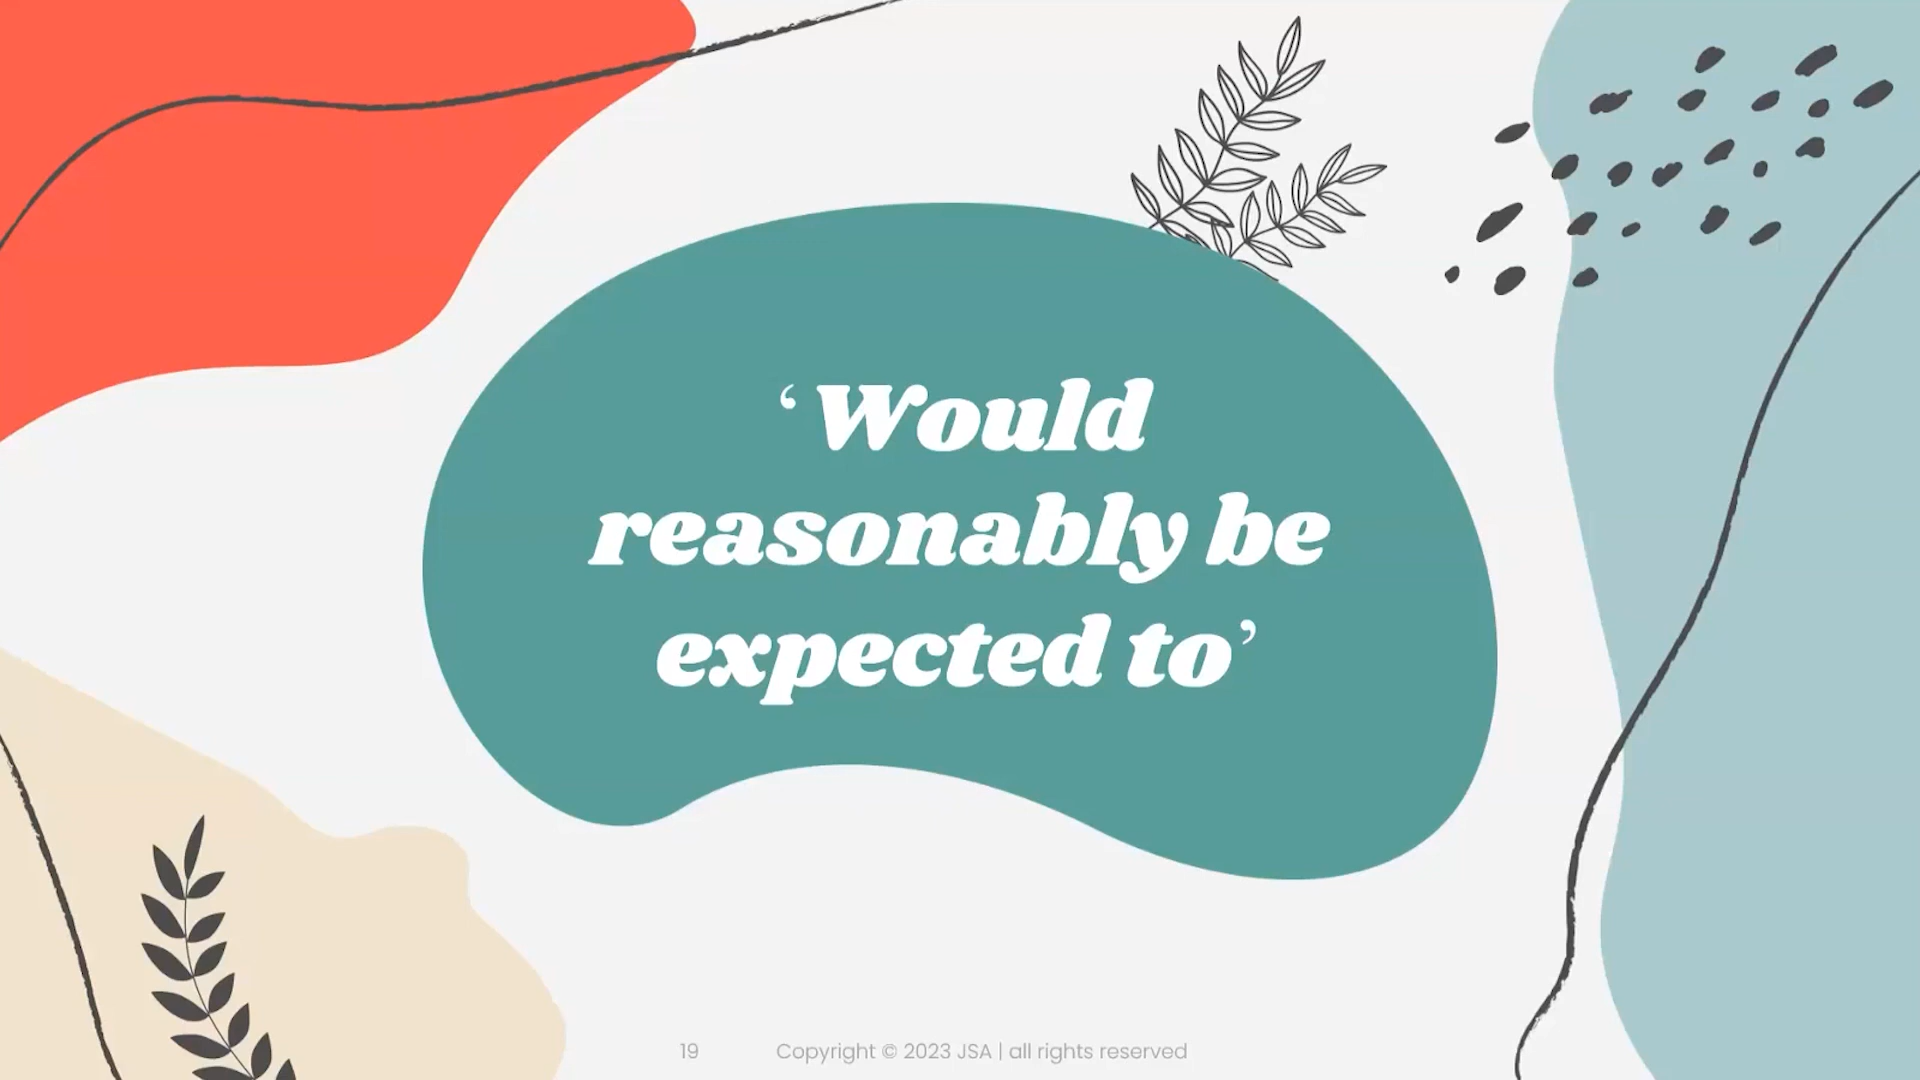 ‘ Would
reasonably be
expected to’
19 Copyright © 2023 JSA | all rights reserved